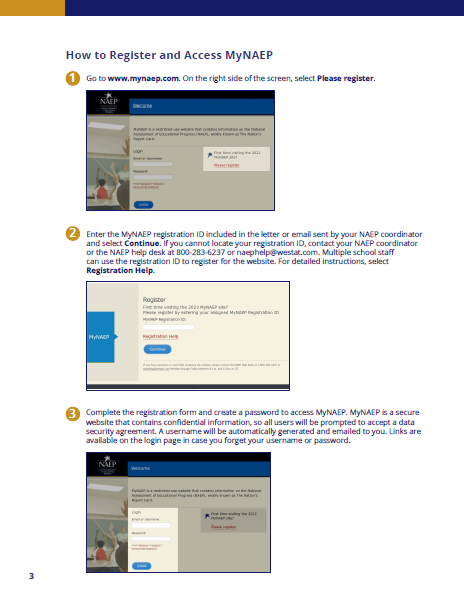 How to Register and Access MyNAEP
1 Go to www.mynaep.com. On the right side of the screen, select Please register.
NAEP
Welcome
MyNAEP is a restricted-use website that contains information on the National
Assessment of Educational Progress (NAEP), widely known as The Nation's
Report Card.
Login
Email or Username:
Password:
LOGIN
First time visiting the 2022
MyNAEP site?
Please register
2 Enter the MyNAEP registration ID included in the letter or email sent by your NAEP coordinator
and select Continue. If you cannot locate your registration ID, contact your NAEP coordinator
or the NAEP help desk at 800-283-6237 or naephelp@westat.com. Multiple school staff
can use the registration ID to register for the website. For detailed instructions, select
Registration Help.
MyNAEP
Register
First time visiting the 2022 MyNAEP site?
Please register by entering your assigned MyNAEP Registration ID
MyNAEP Registration ID:
Registration Help
Continue
3 Complete the registration form and create a password to access MyNAEP. MyNAEP is a secure
website that contains confidential information, so all users will be prompted to accept a data
security agreement. A username will be automatically generated and emailed to you. Links are
available on the login page in case you forget your username or password.
NAEP
Welcome
MyNAEP is a restricted-use website that contains information on the National
Assessment of Educational Progress (NAEP), widely known as The Nation's
Report Card.
Login
Email or Username:
Password:
LOGIN
First time visiting the 2022
MyNAEP site?
Please register
3